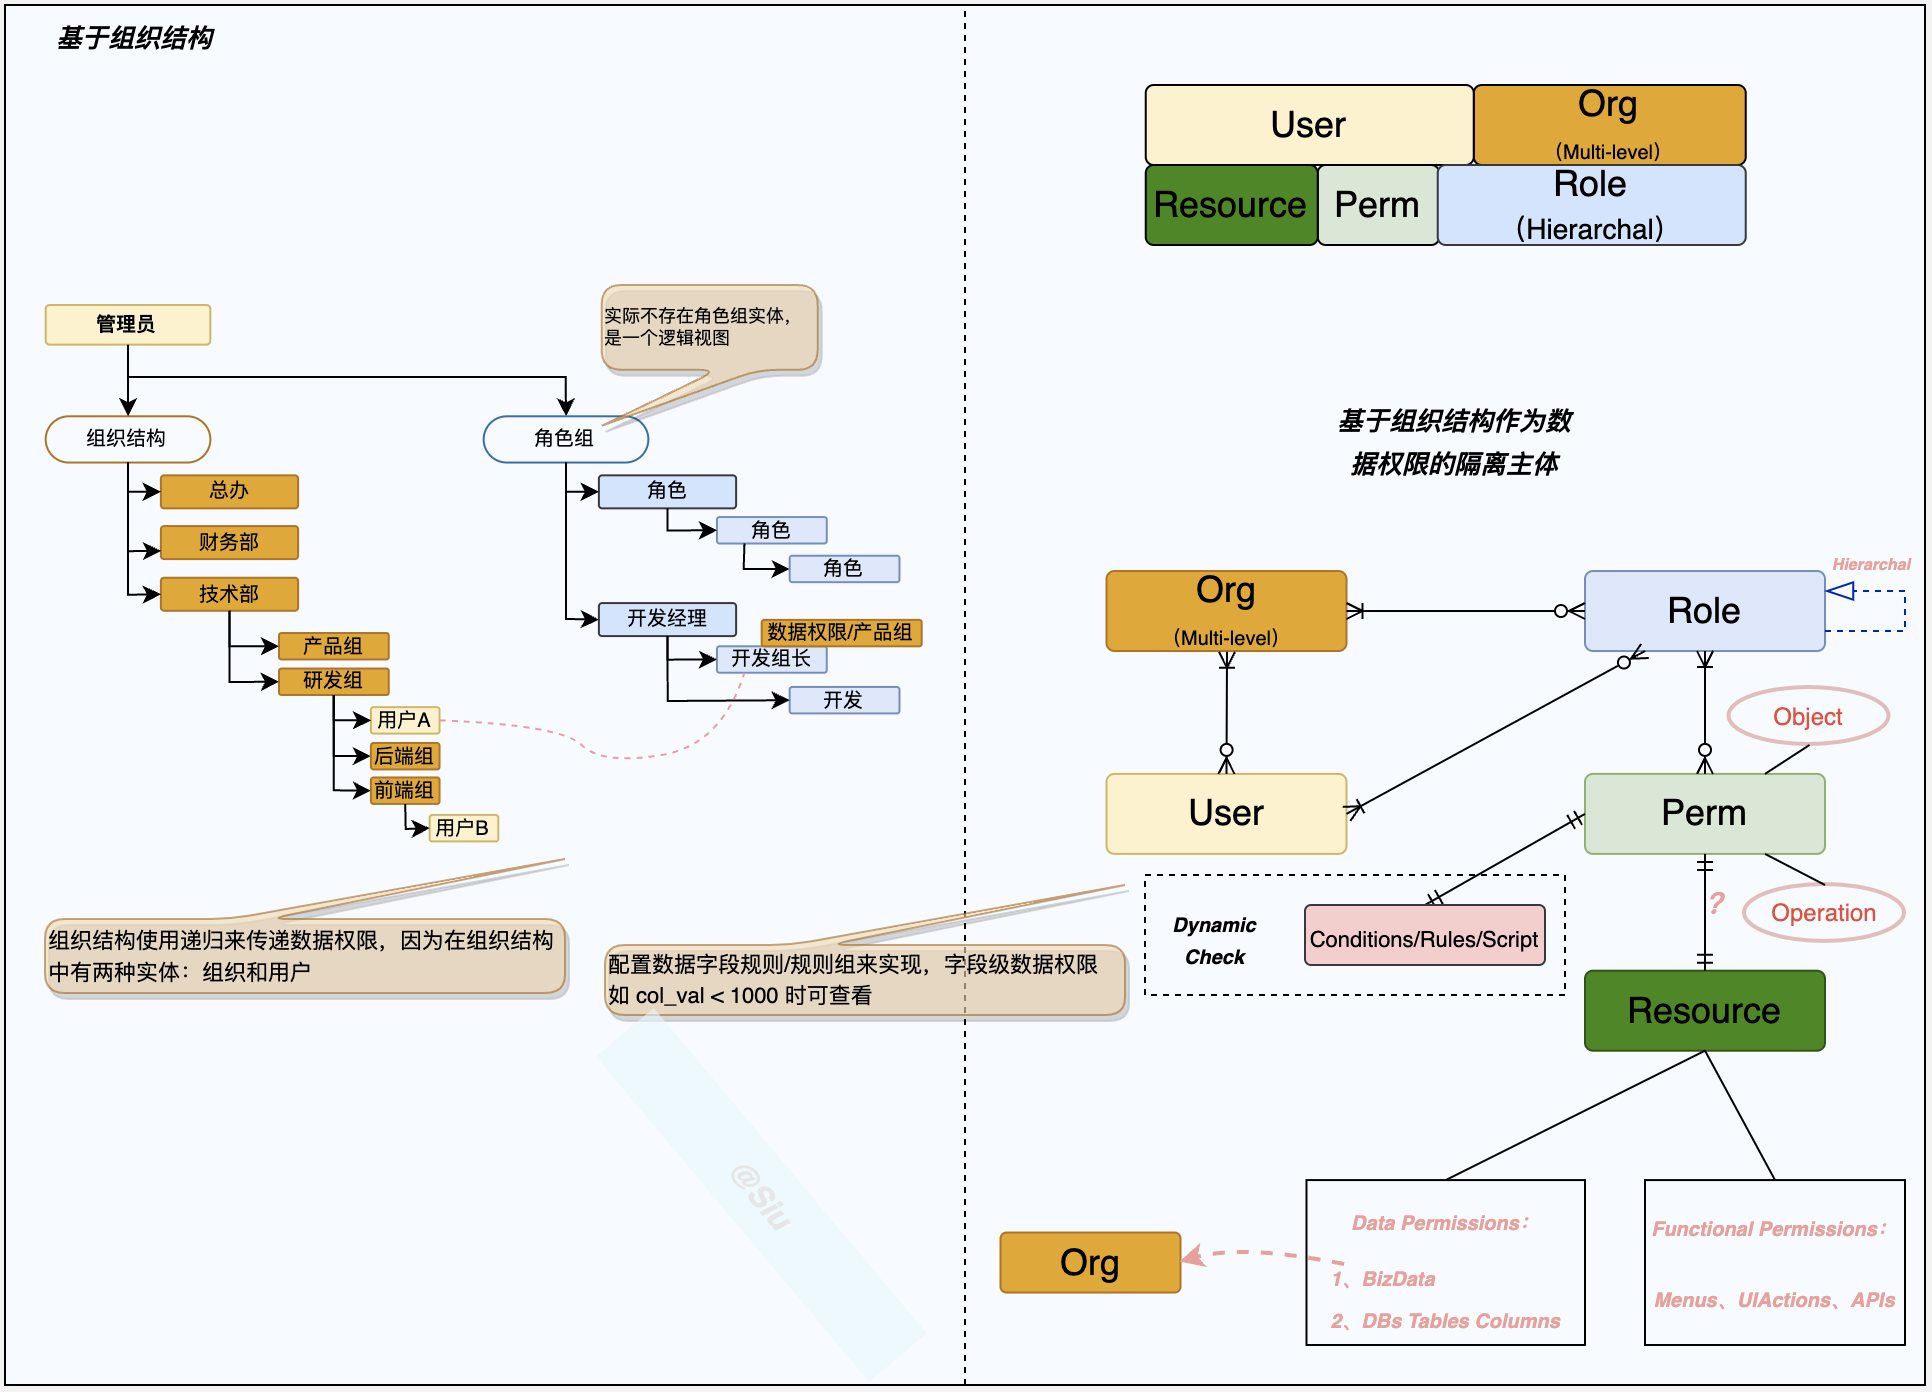 基于组织结构
管理员
实际不存在角色组实体，
是一个逻辑视图
组织结构
角色组
总办
财务部
技术部
产品组
研发组
用户A
后端组
前端组
用户B
角色
角色
角色
开发经理
数据权限/产品组
开发组长
开发
组织结构使用递归来传递数据权限，因为在组织结构
中有两种实体：组织和用户
配置数据字段规则/规则组来实现，字段级数据权限
如 col_val < 1000 时可查看
@Siu
User
Org
（Multi-level）
Resource
Perm
Role
（Hierarchal）
基于组织结构作为数
据权限的隔离主体
Org
（Multi-level）
Role
Hierarchal
User
Object
Perm
Operation
?
Dynamic
Check
Conditions/Rules/Script
Resource
Data Permissions：
1、BizData
2、DBs Tables Columns
Functional Permissions：
Menus、UIActions、APIs
Org